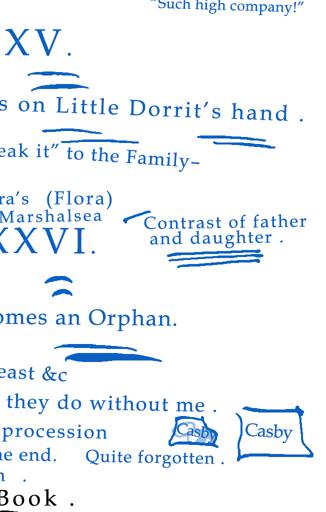 "Such high company!"
XV.
s on Little Dorrit's hand .
eak it" to the Family–
ra's (Flora)
Marshalsea
Contrast of father
and daughter .
XXVI.
omes an Orphan.
east &c
they do without me .
procession Casby Casby
he end. Quite forgotten .
n .
Book .